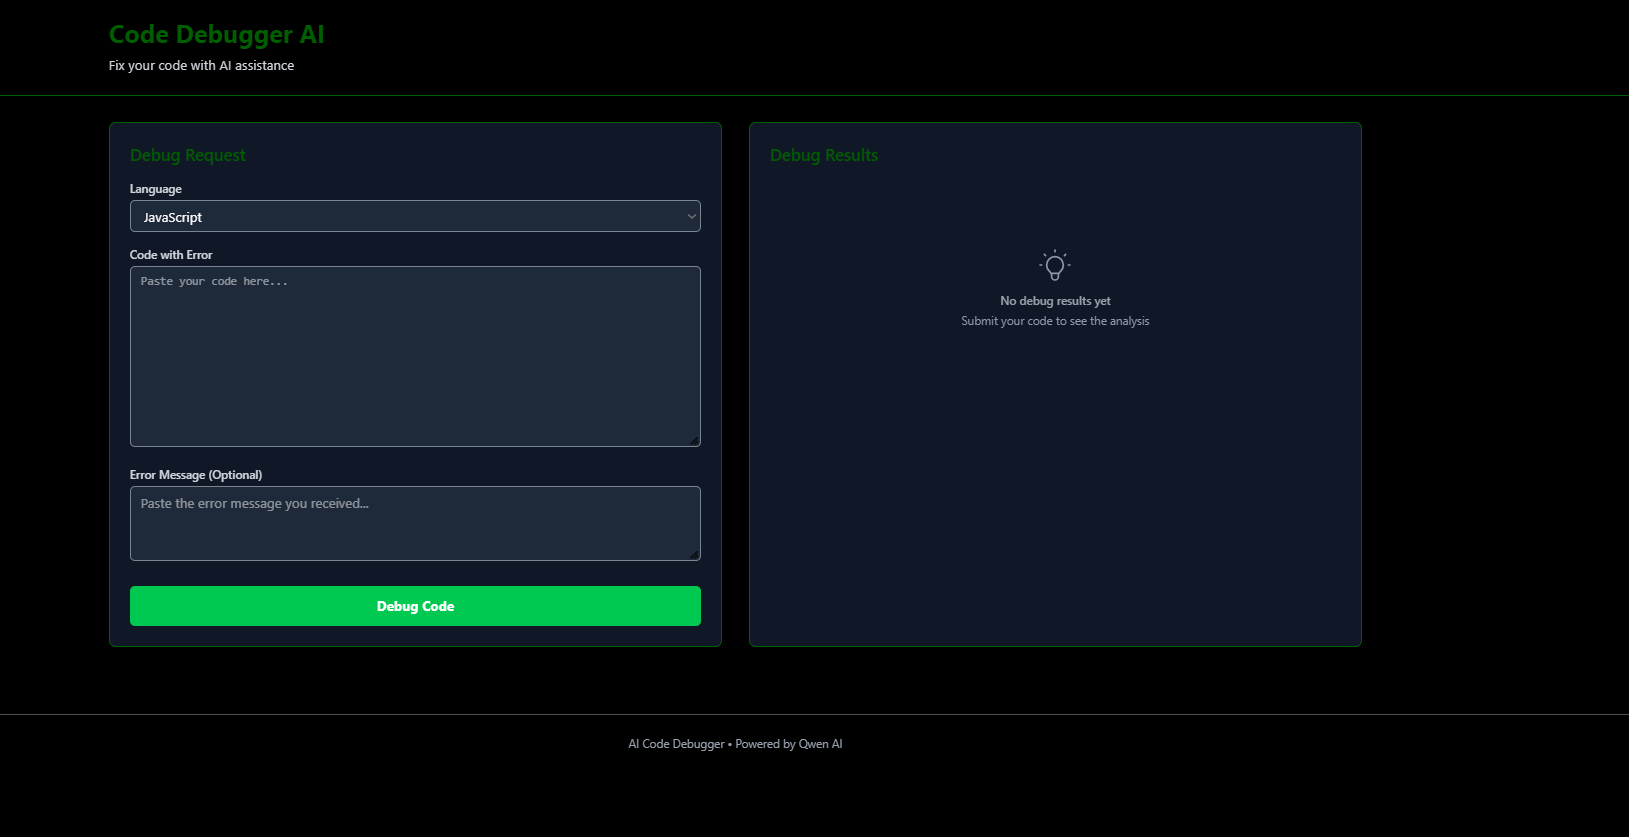 Code Debugger AI
Fix your code with AI assistance
Debug Request
Language
JavaScript
Code with Error
Paste your code here...
Error Message (Optional)
Paste the error message you received...
Debug Code
Debug Results
No debug results yet
Submit your code to see the analysis
AI Code Debugger • Powered by Qwen AI